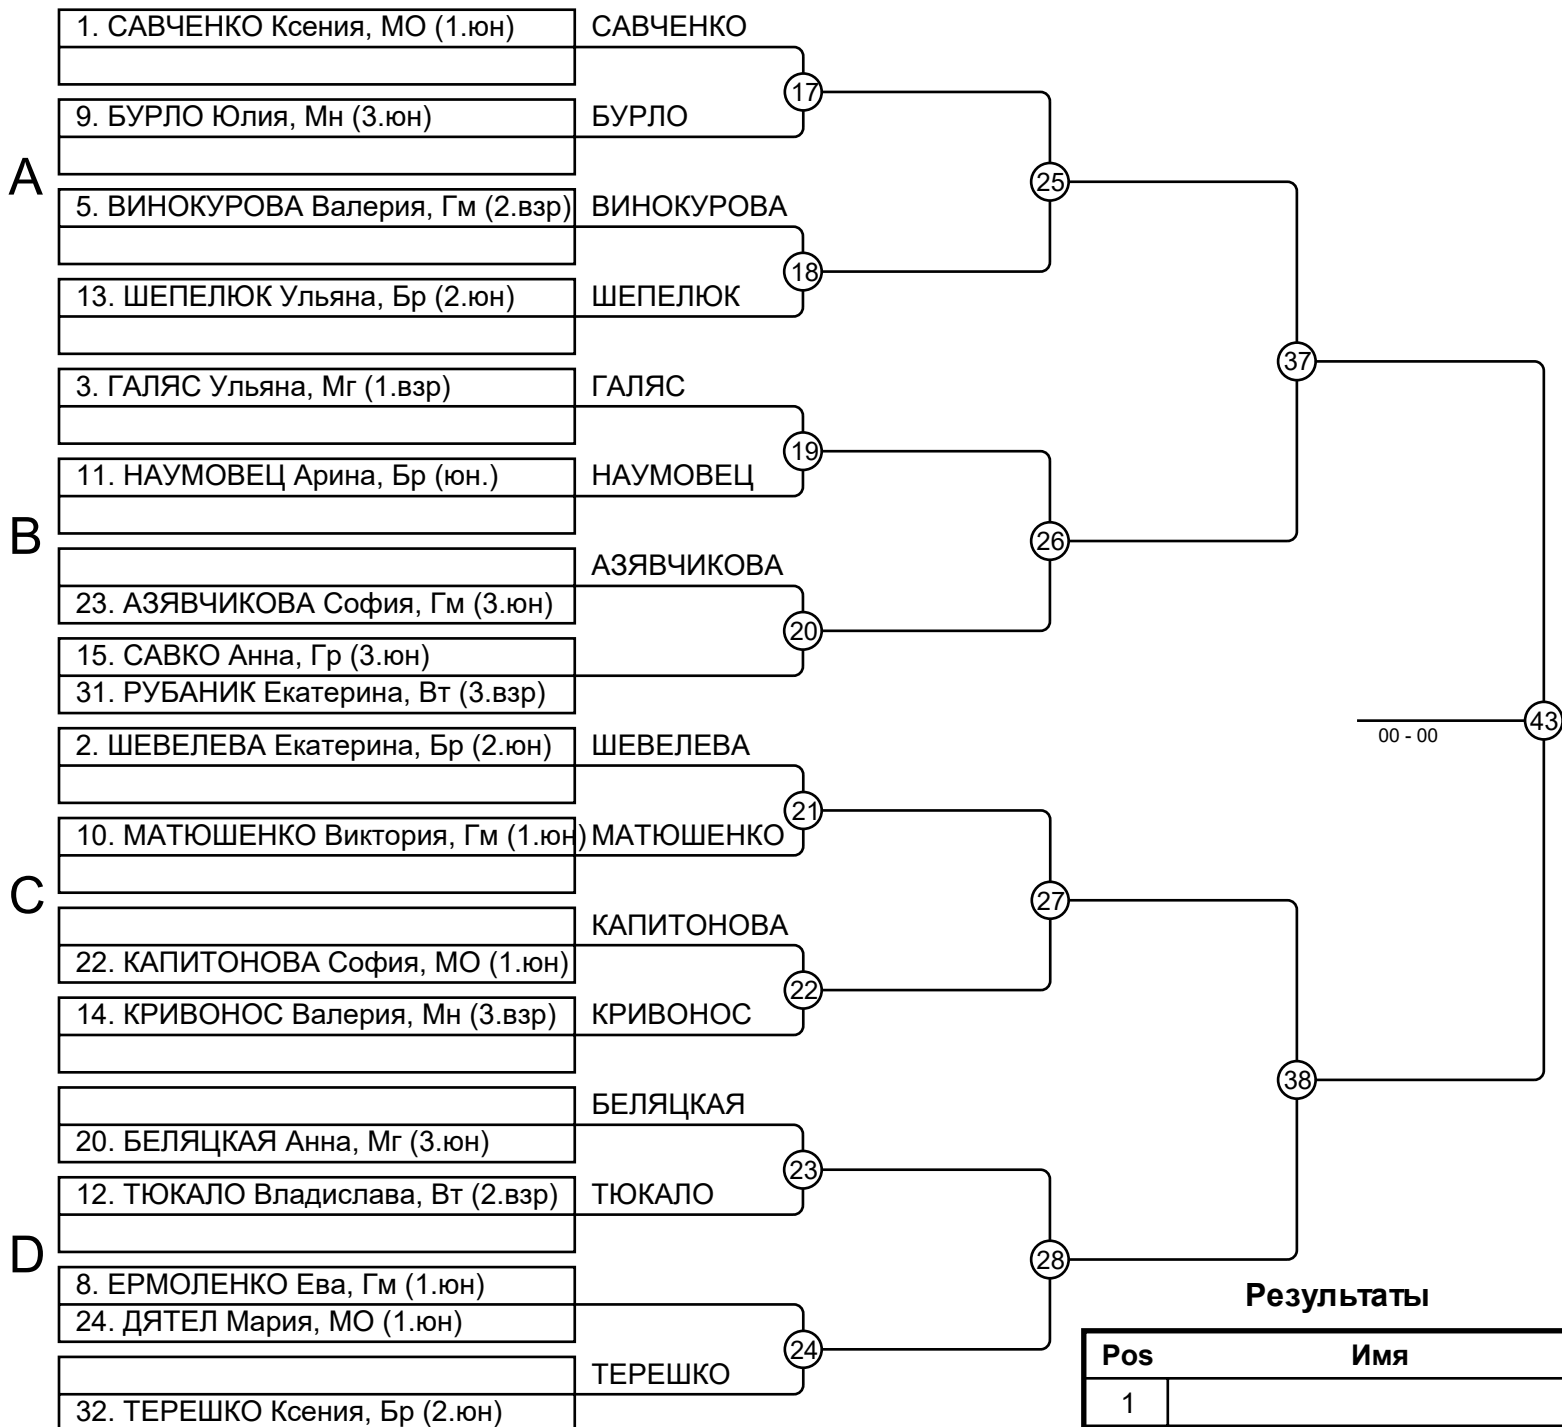 1. САВЧЕНКО Ксения, МО (1.юн)
САВЧЕНКО
17
9. БУРЛО Юлия, Мн (3.юн)
БУРЛО
A
5. ВИНОКУРОВА Валерия, Гм (2.взр)
ВИНОКУРОВА
25
18
13. ШЕПЕЛЮК Ульяна, Бр (2.юн)
ШЕПЕЛЮК
37
3. ГАЛЯС Ульяна, Мг (1.взр)
ГАЛЯС
19
11. НАУМОВЕЦ Арина, Бр (юн.)
НАУМОВЕЦ
B
26
АЗЯВЧИКОВА
23. АЗЯВЧИКОВА София, Гм (3.юн)
20
15. САВКО Анна, Гр (3.юн)
31. РУБАНИК Екатерина, Вт (3.взр)
43
00 - 00
2. ШЕВЕЛЕВА Екатерина, Бр (2.юн)
ШЕВЕЛЕВА
21
10. МАТЮШЕНКО Виктория, Гм (1.юн)
МАТЮШЕНКО
C
27
КАПИТОНОВА
22. КАПИТОНОВА София, МО (1.юн)
22
14. КРИВОНОС Валерия, Мн (3.взр)
КРИВОНОС
38
БЕЛЯЦКАЯ
20. БЕЛЯЦКАЯ Анна, Мг (3.юн)
23
12. ТЮКАЛО Владислава, Вт (2.взр)
ТЮКАЛО
D
28
8. ЕРМОЛЕНКО Ева, Гм (1.юн)
24. ДЯТЕЛ Мария, МО (1.юн)
24
ТЕРЕШКО
32. ТЕРЕШКО Ксения, Бр (2.юн)
Результаты
Pos Имя
1